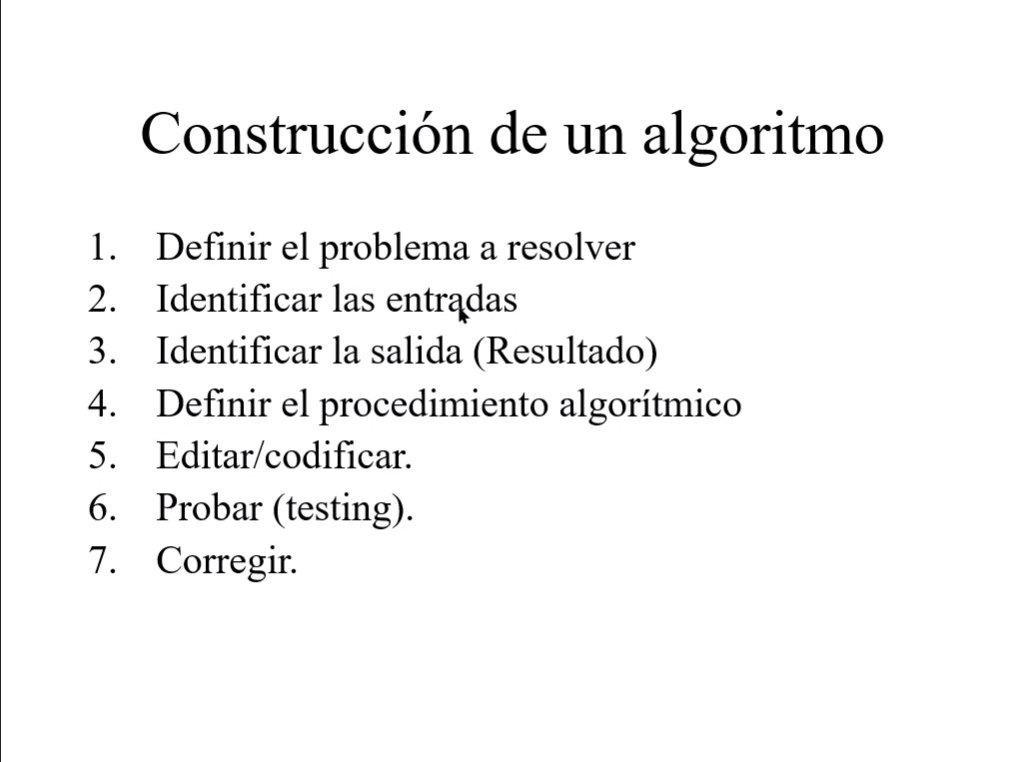 Construcción de un algoritmo
1. Definir el problema a resolver
2. Identificar las entradas
3. Identificar la salida (Resultado)
4. Definir el procedimiento algorítmico
5. Editar/codificar.
6. Probar (testing).
7. Corregir.